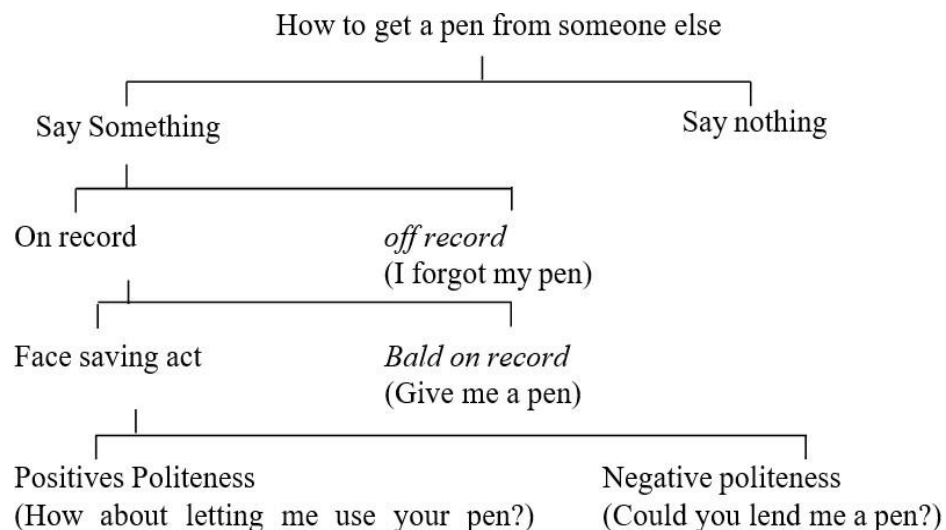 How to get a pen from someone else
Say Something
Say nothing
On record
off record
(I forgot my pen)
Face saving act
Bald on record
(Give me a pen)
Positives Politeness
(How about letting me use your pen?)
Negative politeness
(Could you lend me a pen?)